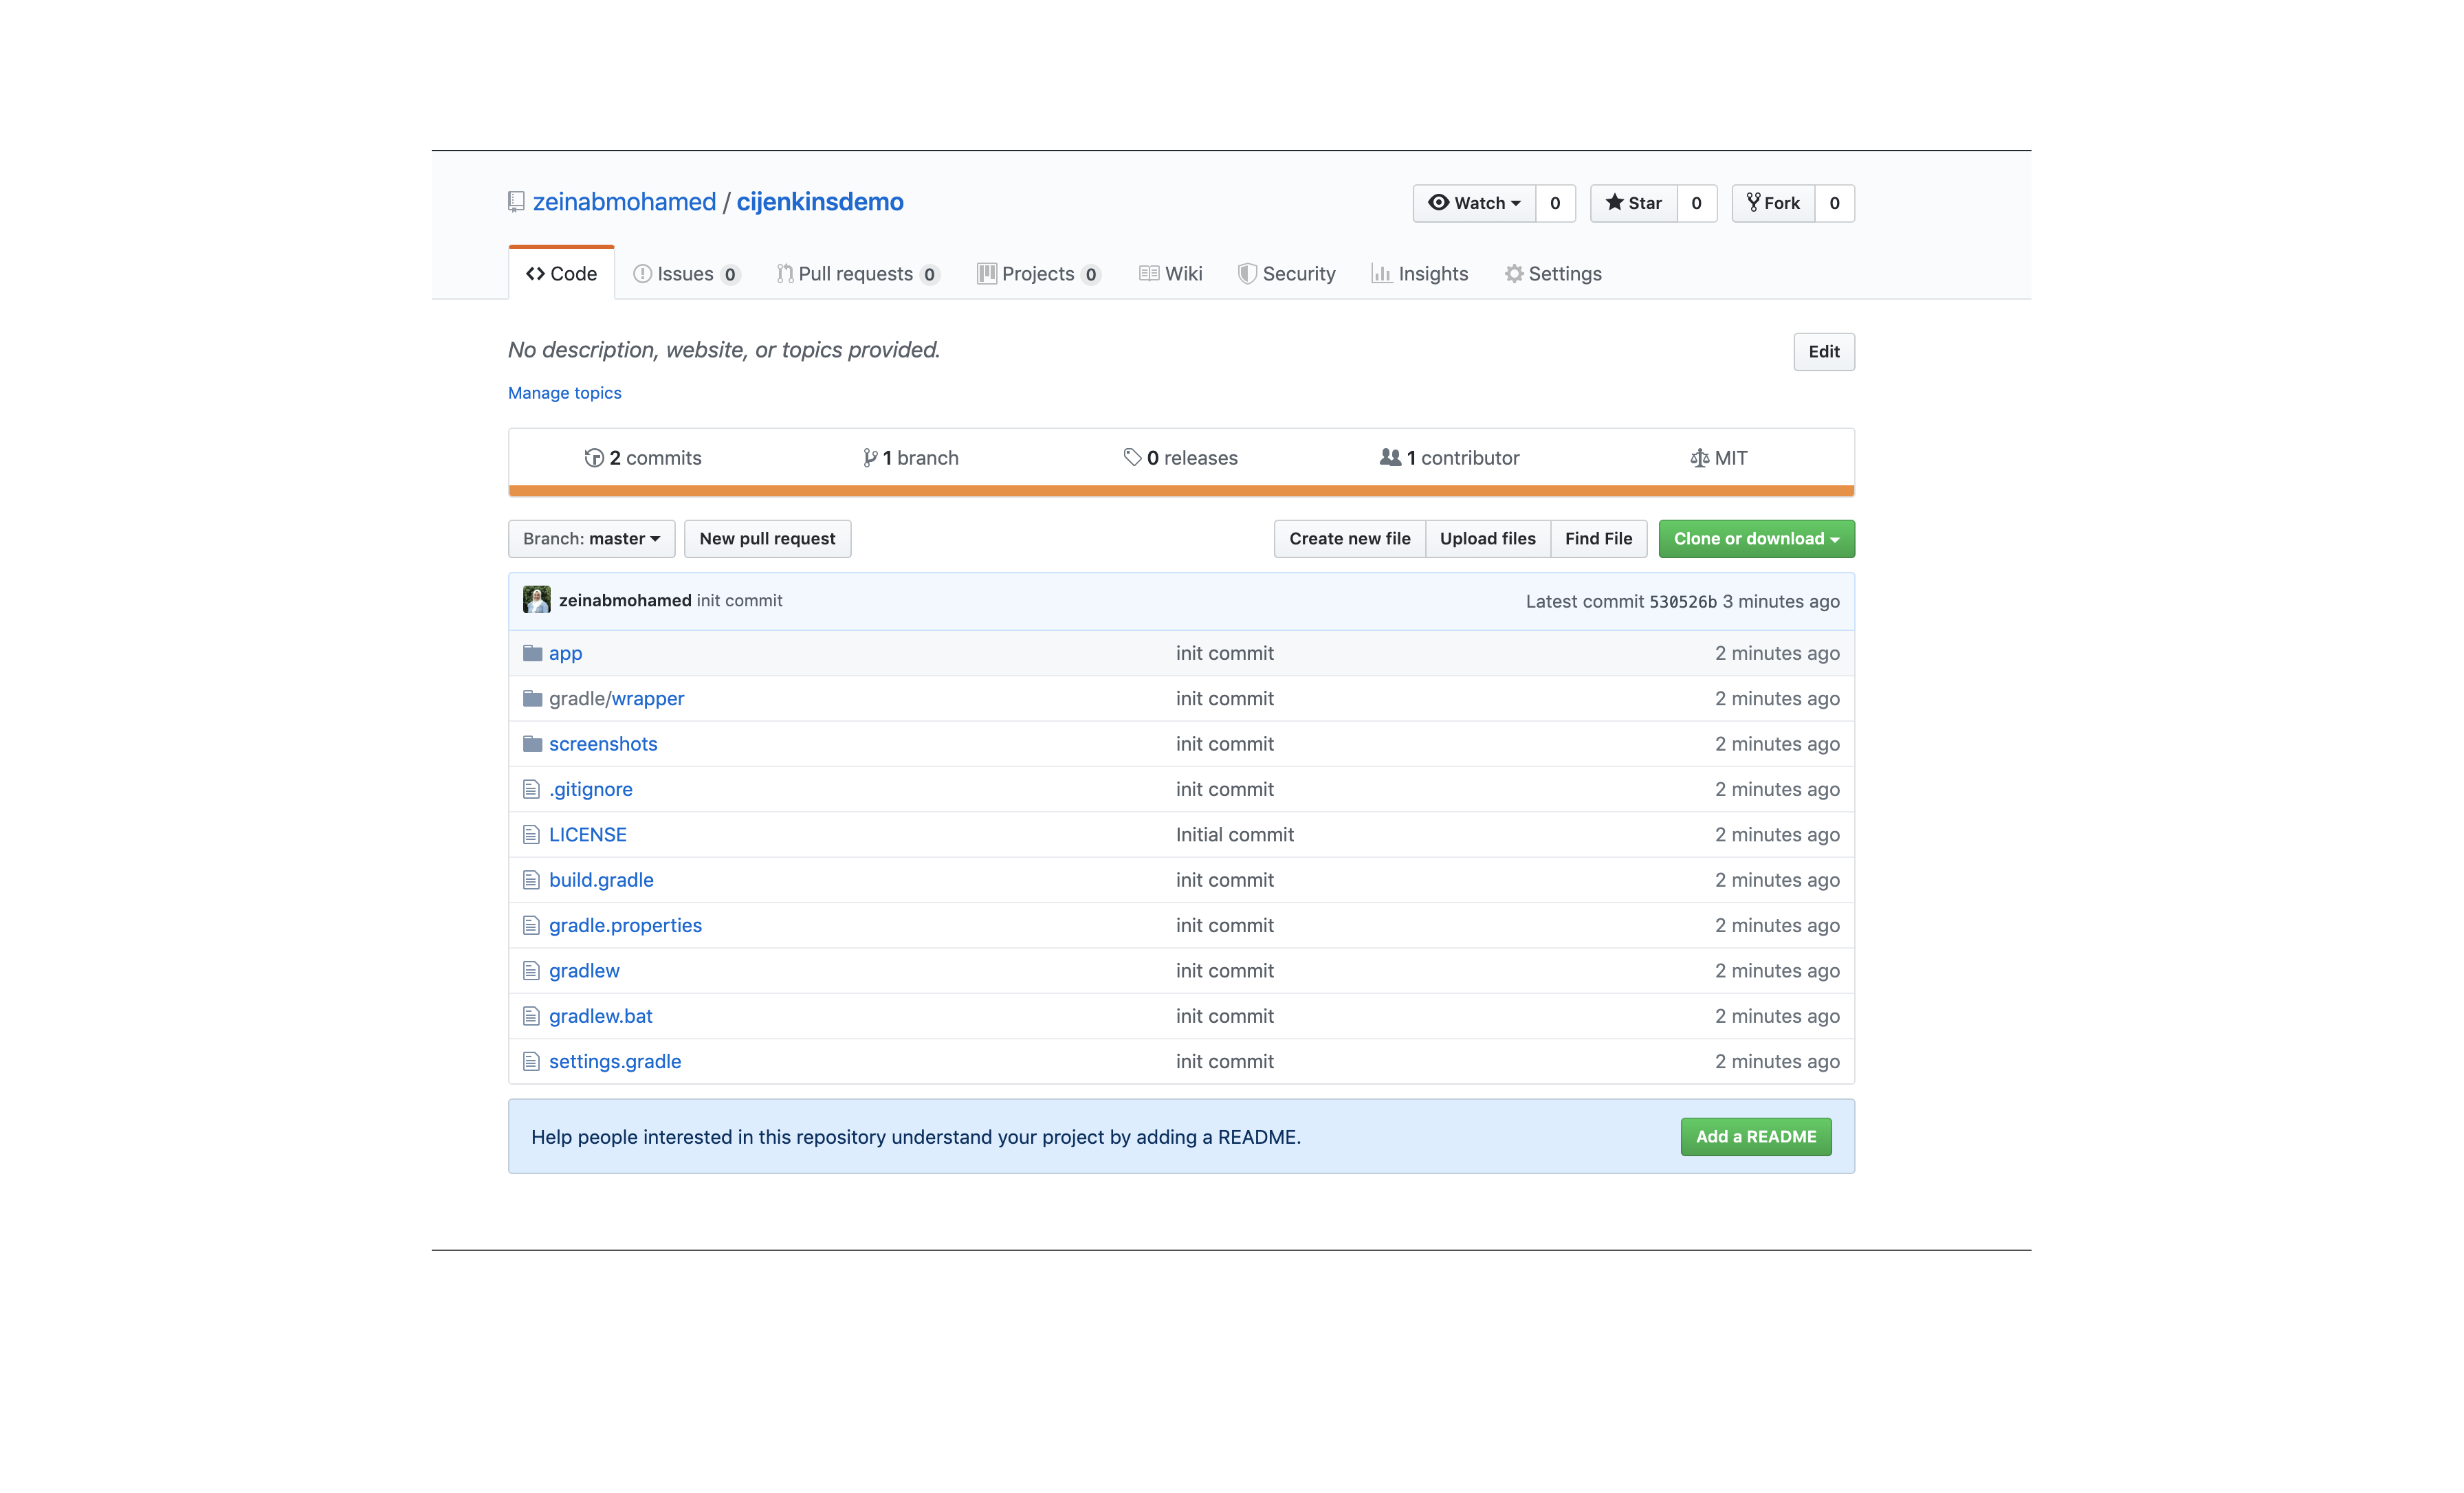 zeinabmohamed / cijenkinsdemo Watch 0 Star 0 Fork 0
Code Issues 0 Pull requests 0 Projects 0 Wiki Security Insights Settings
No description, website, or topics provided. Edit
Manage topics
2 commits 1 branch 0 releases 1 contributor MIT
Branch: master New pull request Create new file Upload files Find File Clone or download
zeinabmohamed init commit Latest commit 530526b 3 minutes ago
app init commit 2 minutes ago
gradle/wrapper init commit 2 minutes ago
screenshots init commit 2 minutes ago
.gitignore init commit 2 minutes ago
LICENSE Initial commit 2 minutes ago
build.gradle init commit 2 minutes ago
gradle.properties init commit 2 minutes ago
gradlew init commit 2 minutes ago
gradlew.bat init commit 2 minutes ago
settings.gradle init commit 2 minutes ago
Help people interested in this repository understand your project by adding a README. Add a README